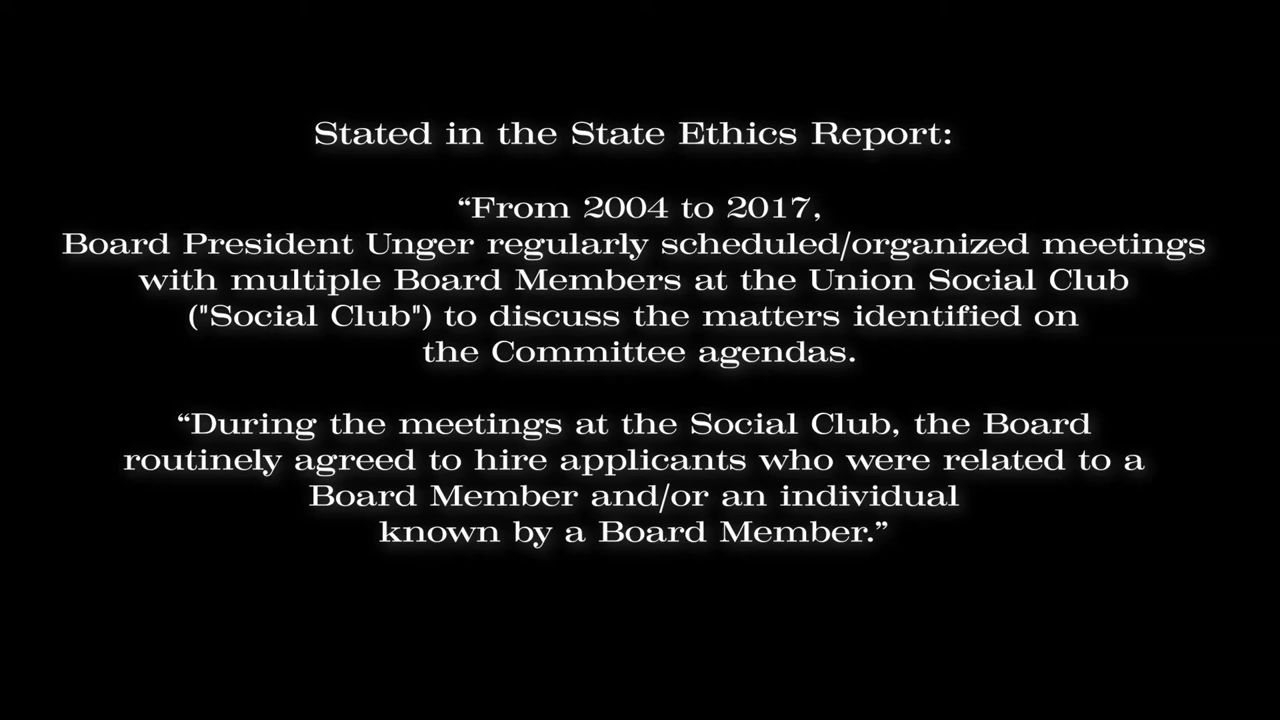 Stated in the State Ethics Report:
“From 2004 to 2017,
Board President Unger regularly scheduled/organized meetings
with multiple Board Members at the Union Social Club
("Social Club") to discuss the matters identified on
the Committee agendas.
“During the meetings at the Social Club, the Board
routinely agreed to hire applicants who were related to a
Board Member and/or an individual
known by a Board Member.”